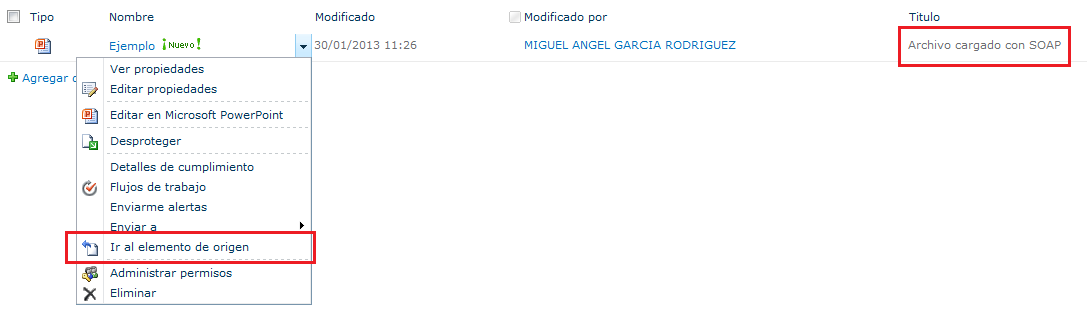 Tipo Nombre Modificado Modificado por Titulo
Ejemplo ¡Nuevo! 30/01/2013 11:26 MIGUEL ANGEL GARCIA RODRIGUEZ Archivo cargado con SOAP
Agregar
Ver propiedades
Editar propiedades
Editar en Microsoft PowerPoint
Desproteger
Detalles de cumplimiento
Flujos de trabajo
Enviarme alertas
Enviar a
Ir al elemento de origen
Administrar permisos
Eliminar